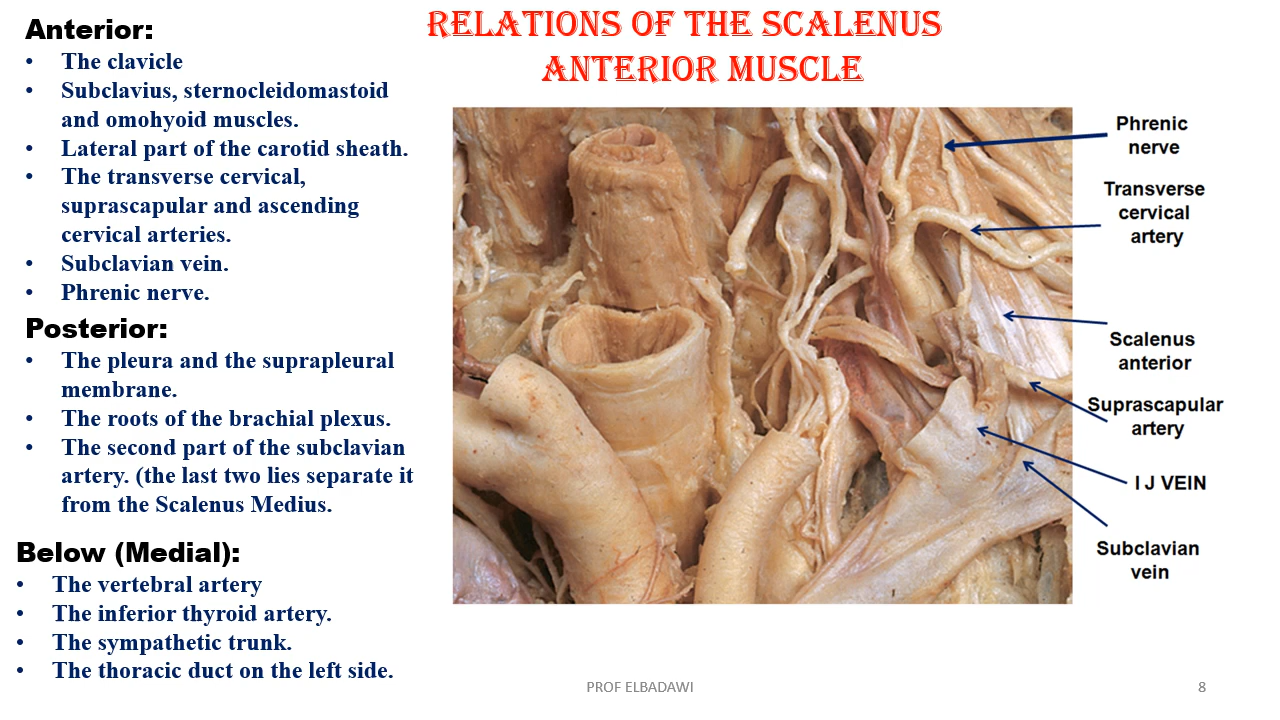 RELATIONS OF THE SCALENUS
ANTERIOR MUSCLE
Anterior:
• The clavicle
• Subclavius, sternocleidomastoid
and omohyoid muscles.
• Lateral part of the carotid sheath.
• The transverse cervical,
suprascapular and ascending
cervical arteries.
• Subclavian vein.
• Phrenic nerve.
Posterior:
• The pleura and the suprapleural
membrane.
• The roots of the brachial plexus.
• The second part of the subclavian
artery. (the last two lies separate it
from the Scalenus Medius.
Below (Medial):
• The vertebral artery
• The inferior thyroid artery.
• The sympathetic trunk.
• The thoracic duct on the left side.
Phrenic
nerve
Transverse
cervical
artery
Scalenus
anterior
Suprascapular
artery
I J VEIN
Subclavian
vein
PROF ELBADAWI
8